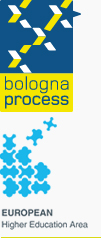 bologna
process
EUROPEAN
Higher Education Area